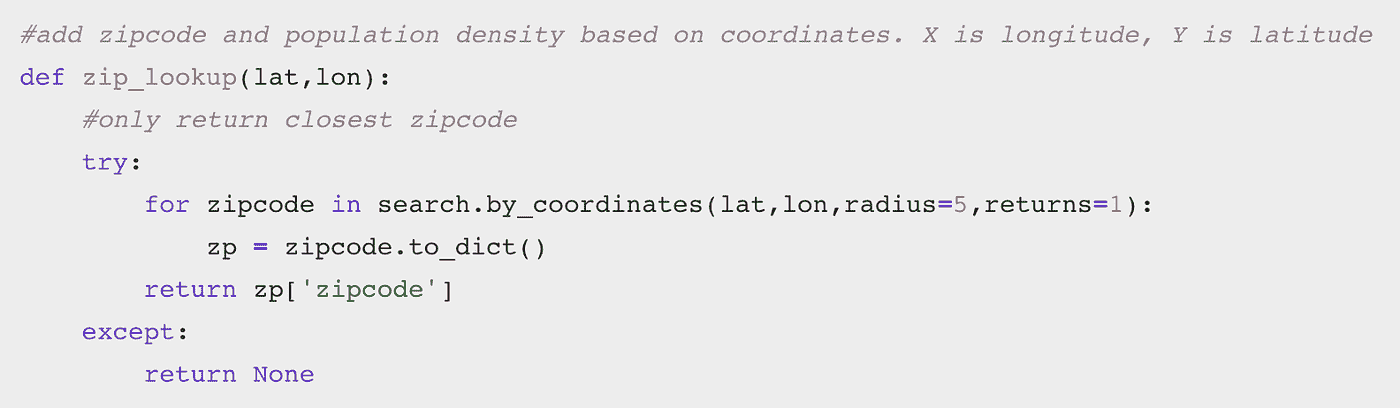 #add zipcode and population density based on coordinates. X is longitude, Y is latitude
def zip_lookup(lat,lon):
    #only return closest zipcode
    try:
        for zipcode in search.by_coordinates(lat,lon,radius=5,returns=1):
            zp = zipcode.to_dict()
        return zp['zipcode']
    except:
        return None